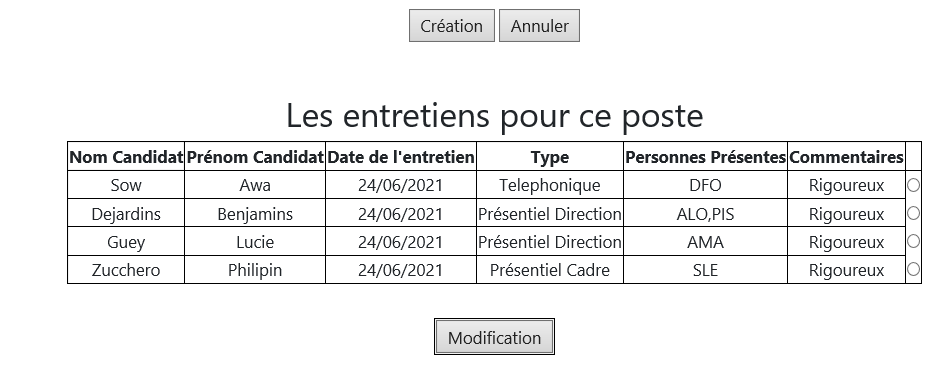 Création Annuler
Les entretiens pour ce poste
Nom Candidat Prénom Candidat Date de l'entretien Type Personnes Présentes Commentaires
Sow Awa 24/06/2021 Telephonique DFO Rigoureux
Dejardins Benjamins 24/06/2021 Présentiel Direction ALO,PIS Rigoureux
Guey Lucie 24/06/2021 Présentiel Direction AMA Rigoureux
Zucchero Philipin 24/06/2021 Présentiel Cadre SLE Rigoureux
Modification